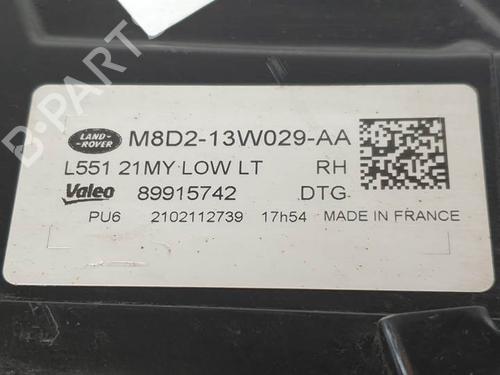 B-PART
LAND-ROVER M8D2-13W029-AA
L551 21MY LOW LT RH
Valeo 89915742 DTG
PU6 2102112739 17h54 MADE IN FRANCE